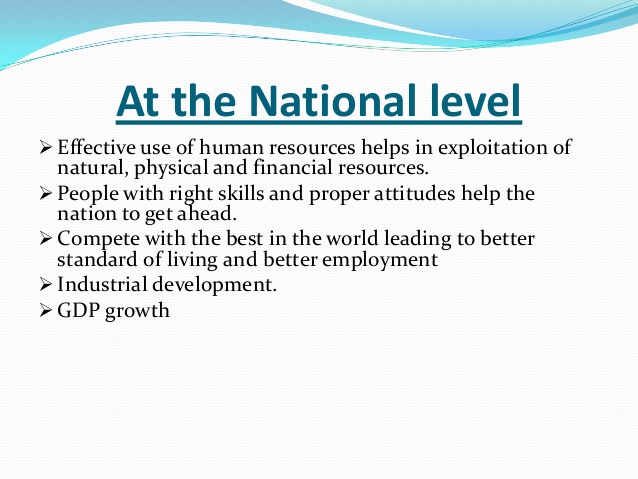 At the National level
➢ Effective use of human resources helps in exploitation of
natural, physical and financial resources.
➢ People with right skills and proper attitudes help the
nation to get ahead.
➢ Compete with the best in the world leading to better
standard of living and better employment
➢ Industrial development.
➢ GDP growth